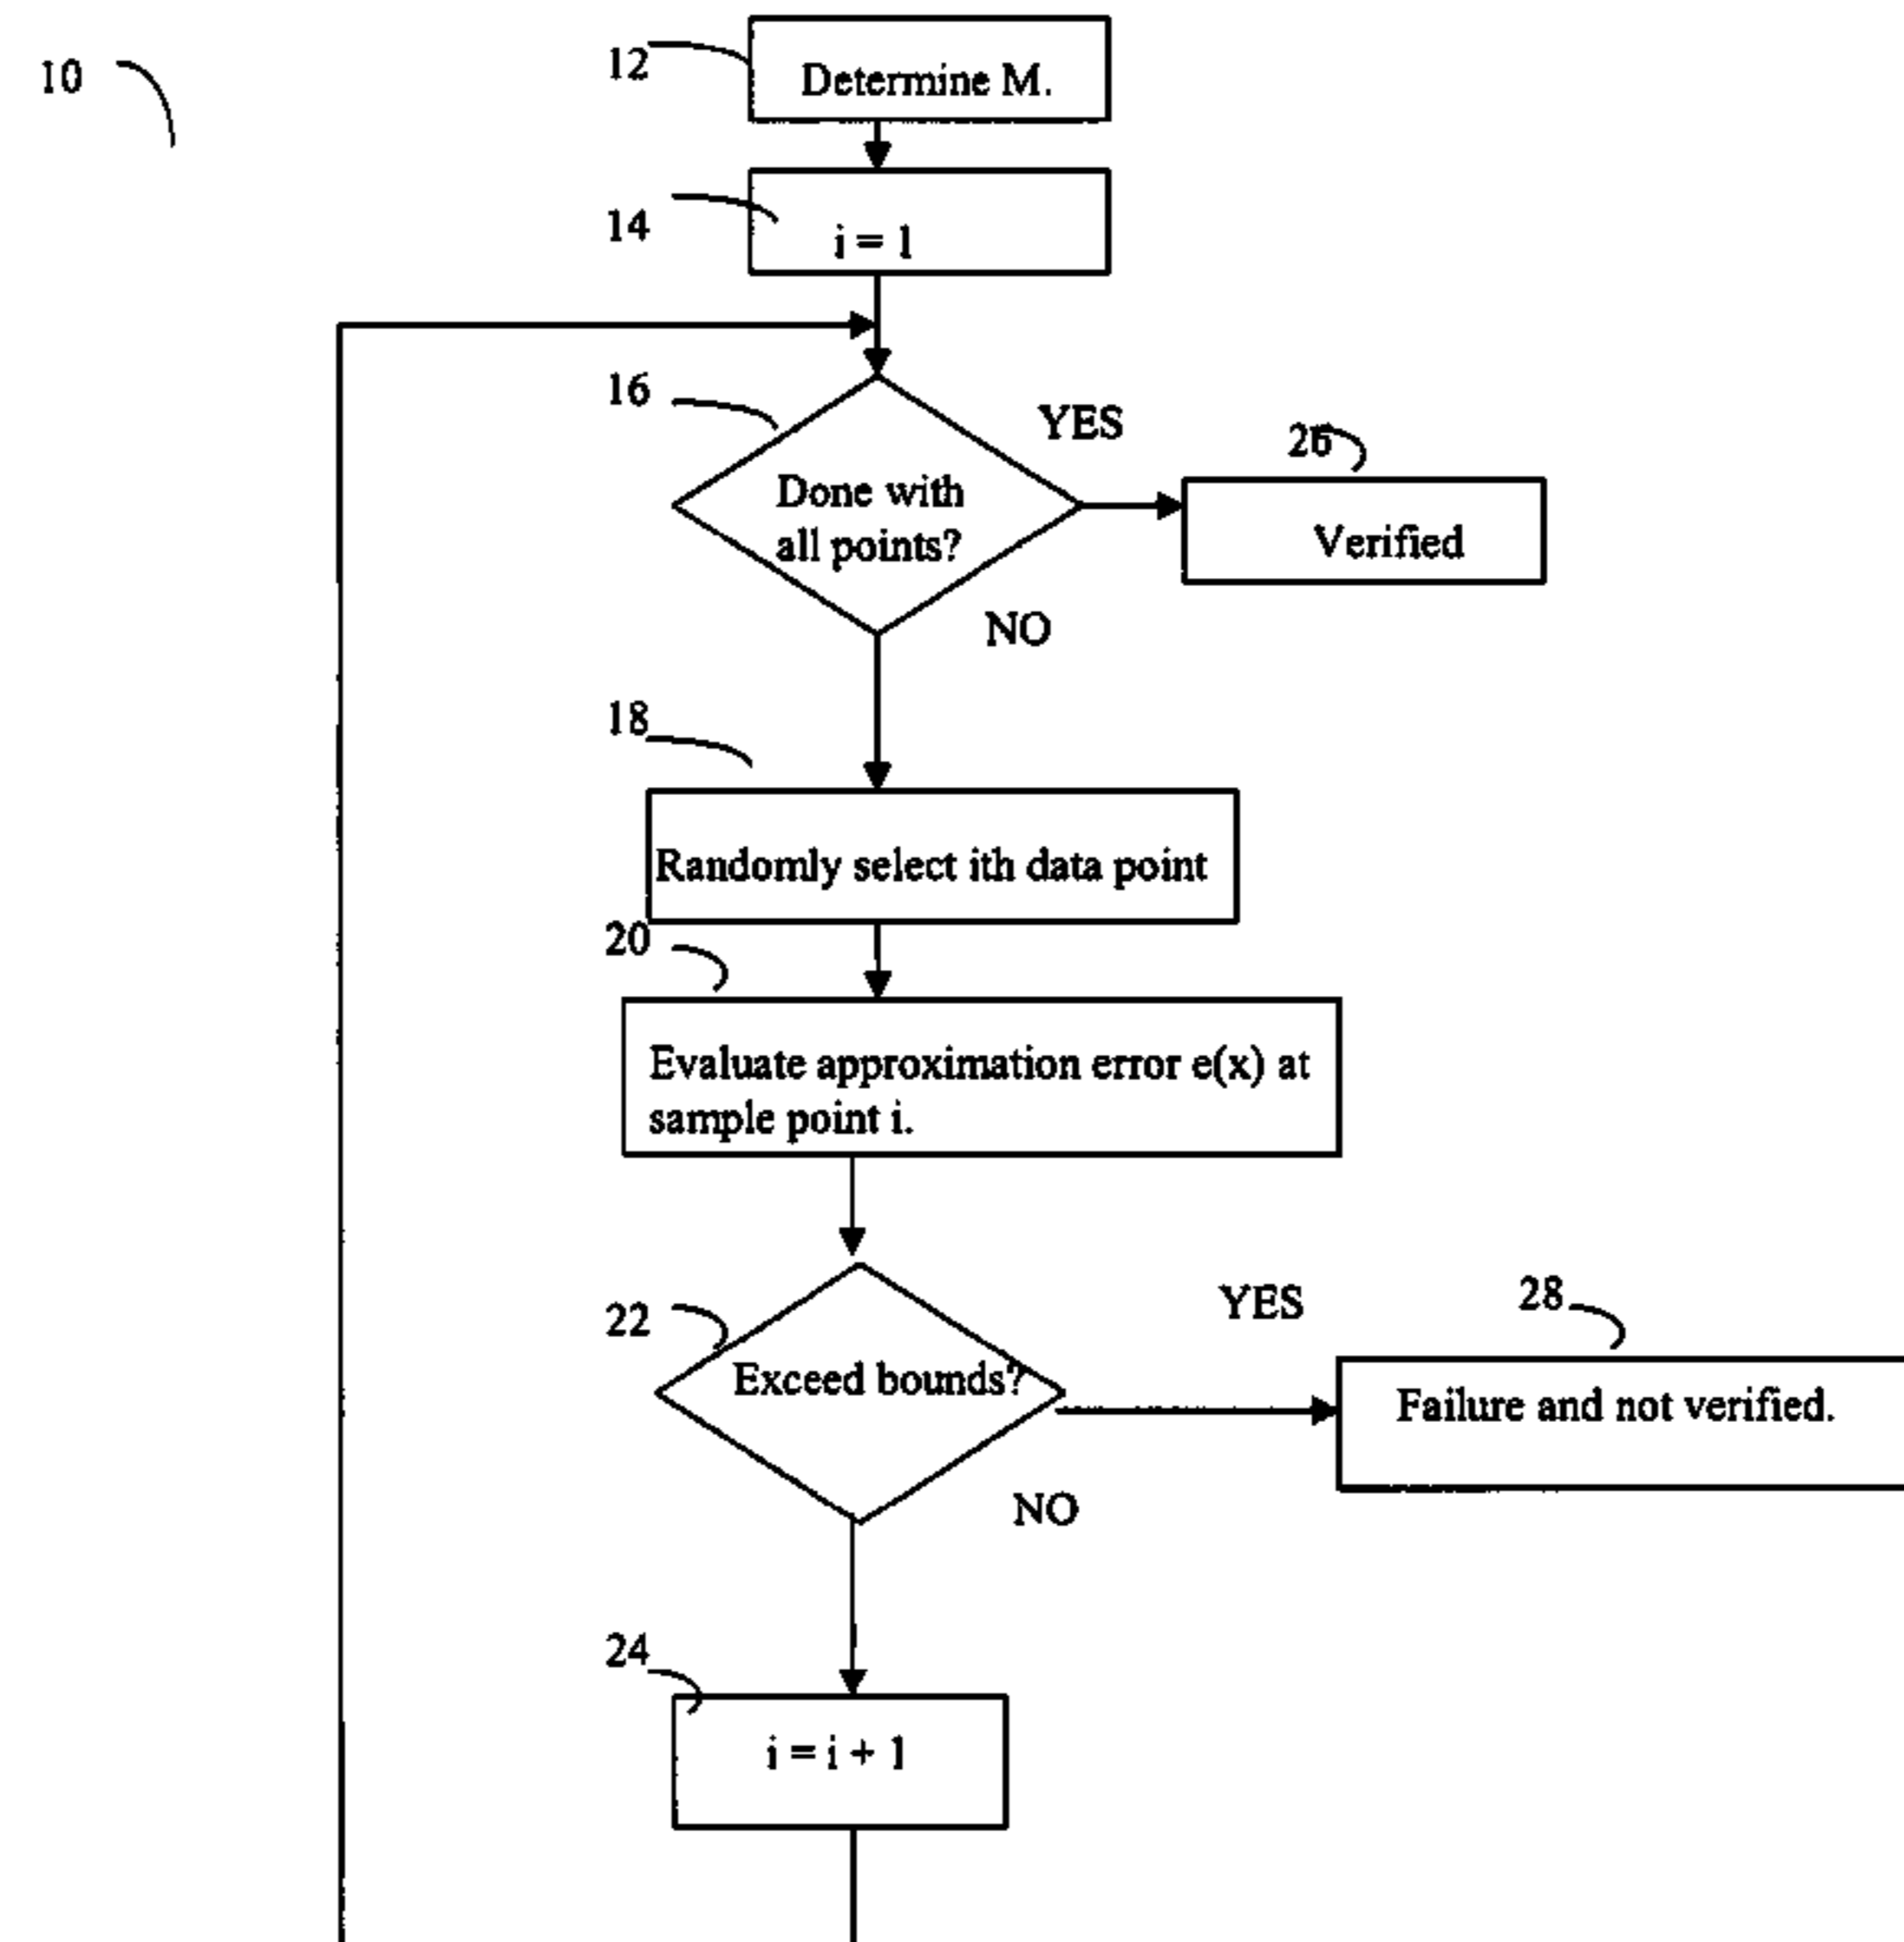 10
12
Determine M.
14
i = 1
16
YES
26
Done with
all points?
Verified
NO
18
Randomly select ith data point
20
Evaluate approximation error e(x) at
sample point i.
22
YES
28
Exceed bounds?
Failure and not verified.
NO
24
i = i + 1